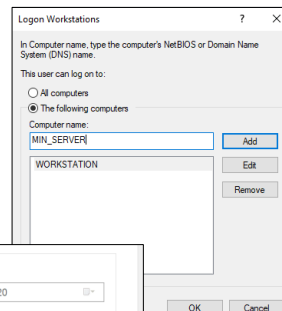 Logon Workstations ? ×
In Computer name, type the computer's NetBIOS or Domain Name
System (DNS) name.
This user can log on to:
All computers
The following computers
Computer name:
MIN_SERVER Add
WORKSTATION Edit
Remove
20
OK Cancel